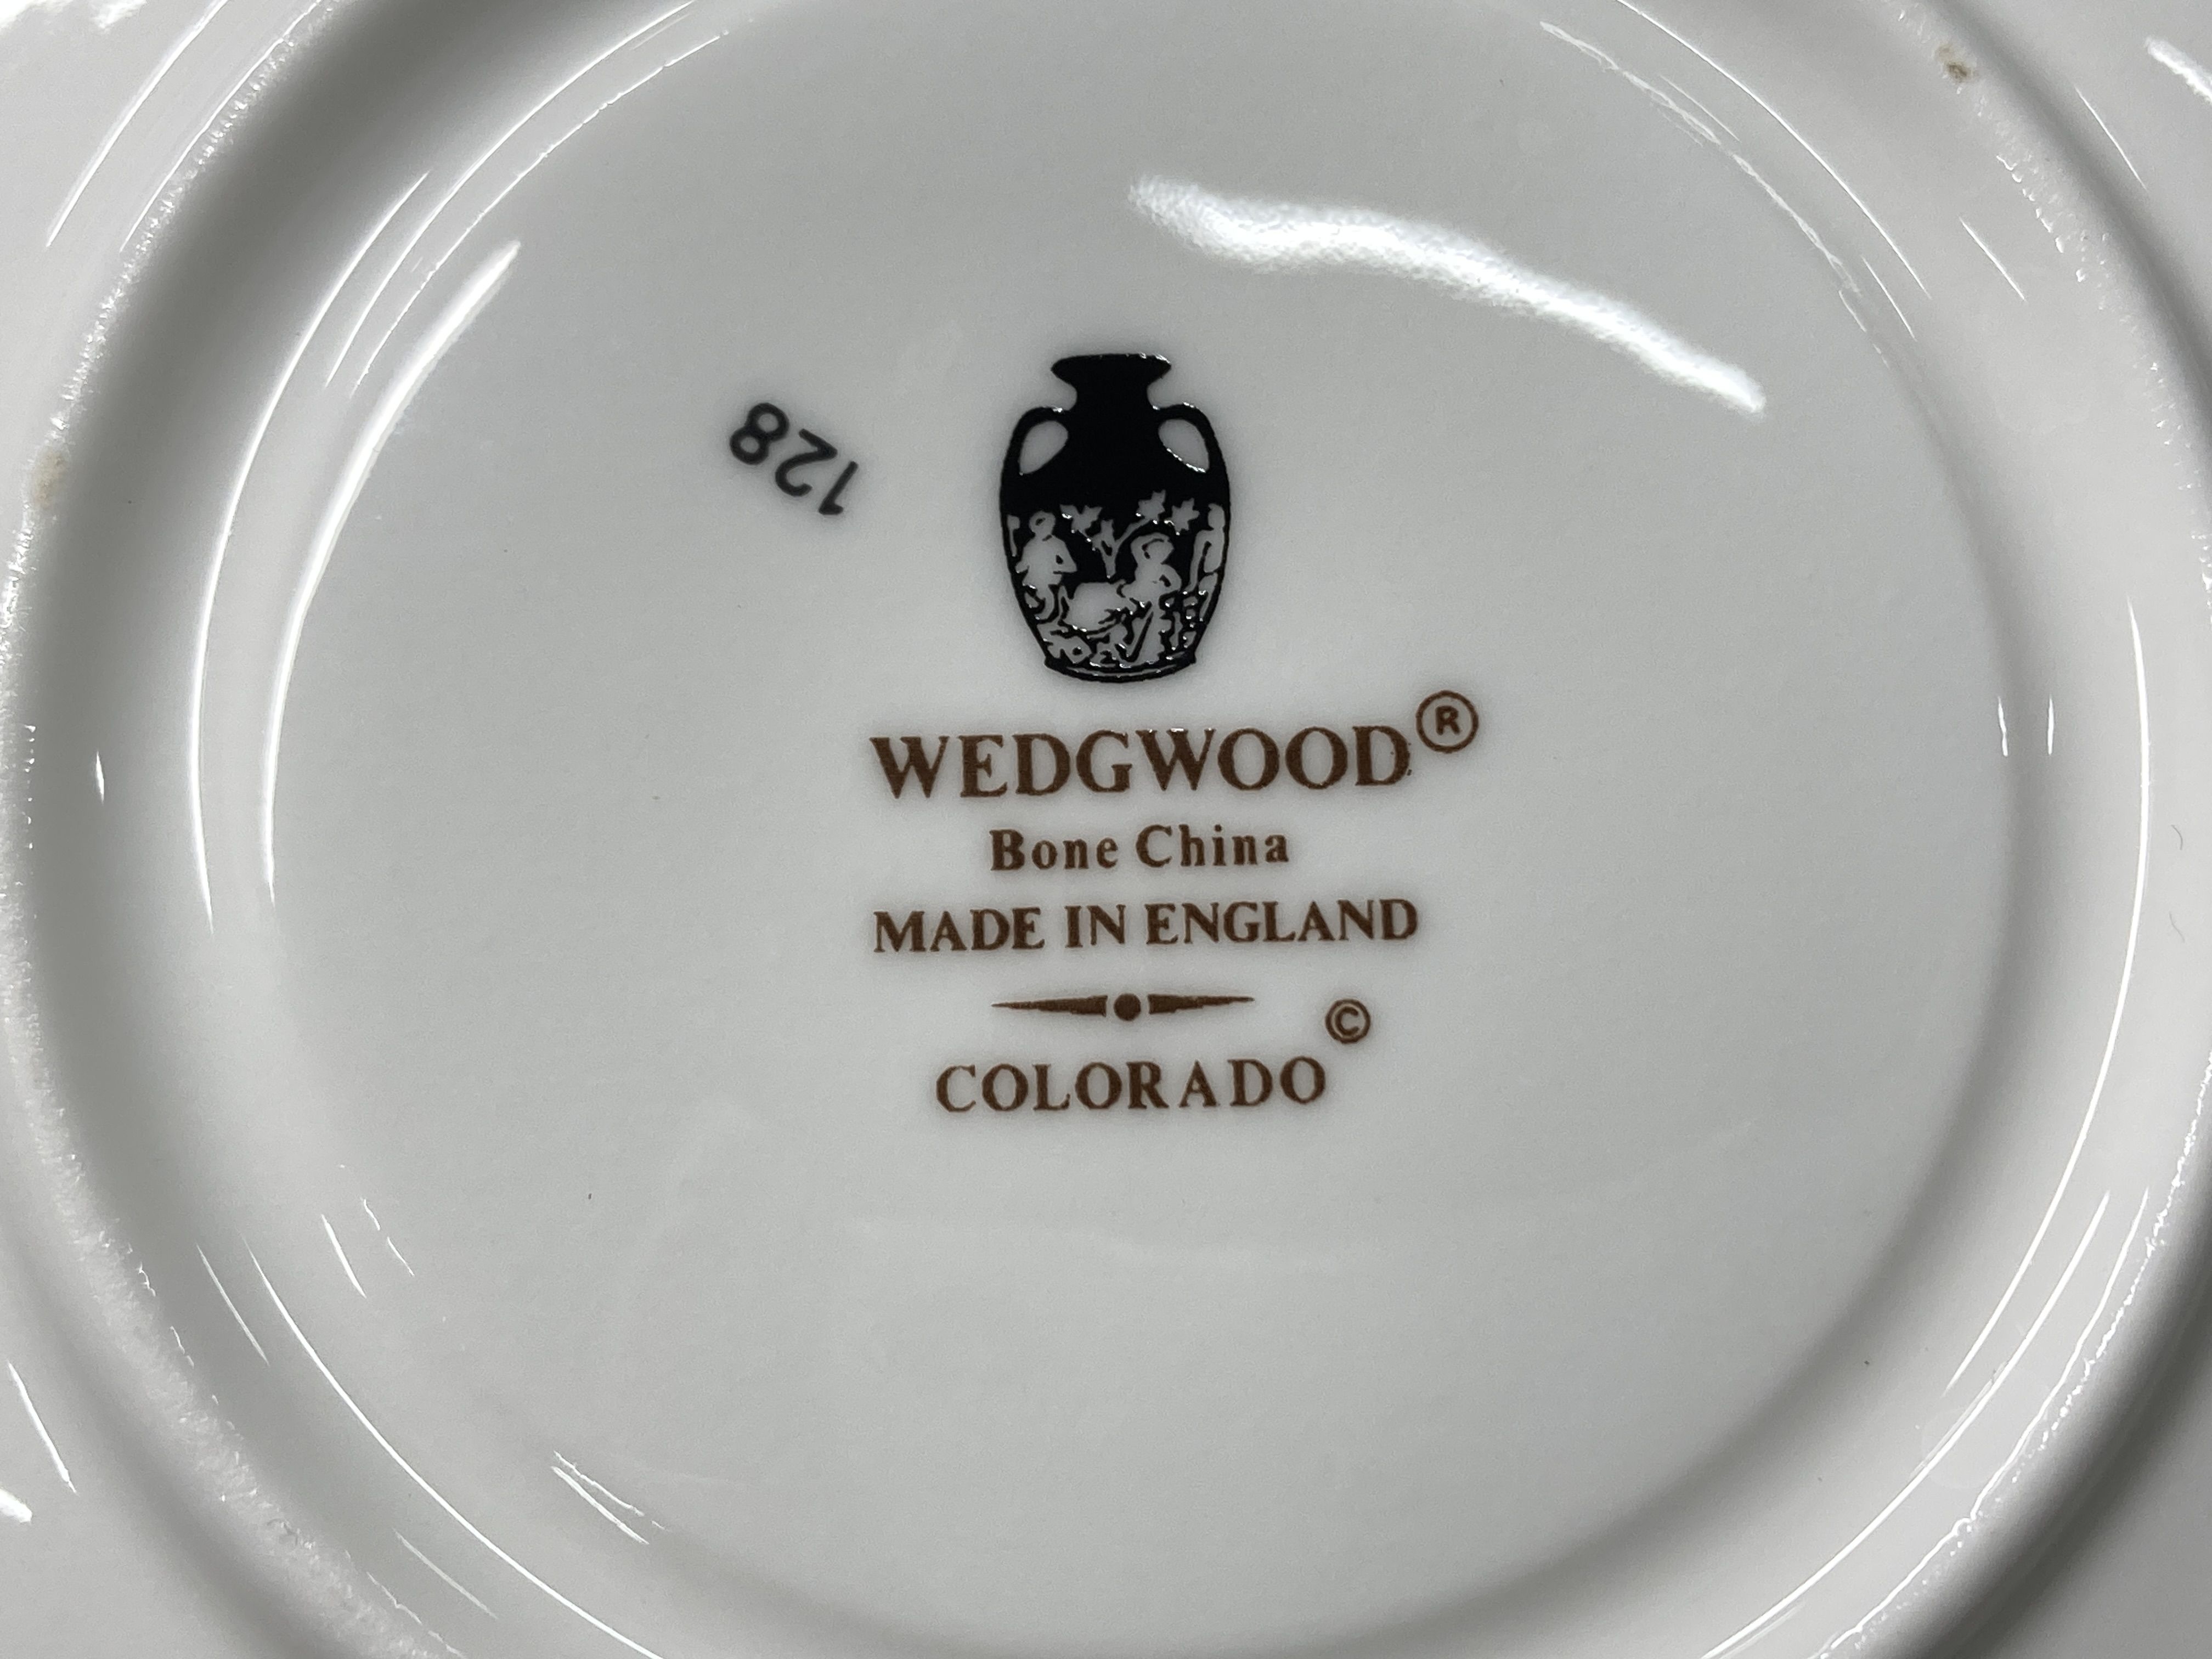 128
WEDGWOOD®
Bone China
MADE IN ENGLAND
COLORADO©